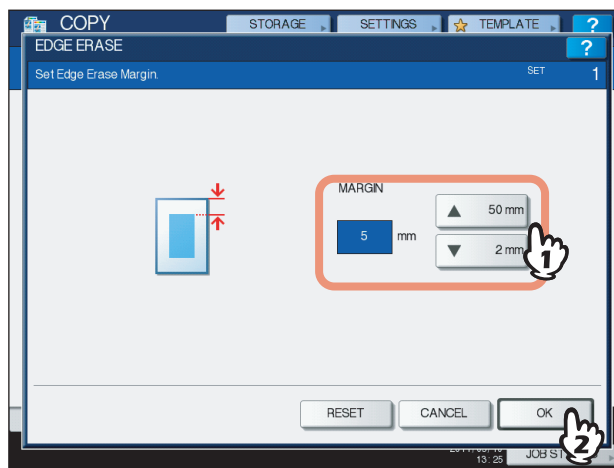 COPY
STORAGE
SETTINGS
TEMPLATE
?
EDGE ERASE
?
Set Edge Erase Margin.
SET
1
MARGIN
50 mm
5
mm
2 mm
1
RESET
CANCEL
OK
2
13:25
JOB